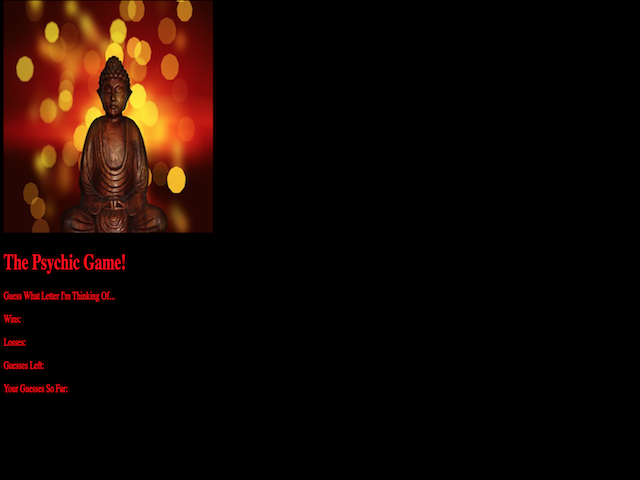 The Psychic Game!
Guess What Letter I'm Thinking Of...
Wins:
Losses:
Guesses Left:
Your Guesses So Far: